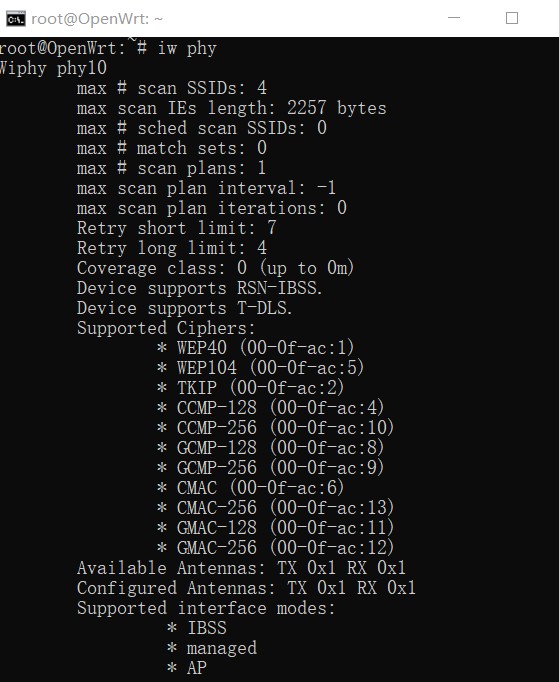 root@OpenWrt: ~
root@OpenWrt:~# iw phy
Wiphy phy10
max # scan SSIDs: 4
max scan IEs length: 2257 bytes
max # sched scan SSIDs: 0
max # match sets: 0
max # scan plans: 1
max scan plan interval: -1
max scan plan iterations: 0
Retry short limit: 7
Retry long limit: 4
Coverage class: 0 (up to 0m)
Device supports RSN-IBSS.
Device supports T-DLS.
Supported Ciphers:
* WEP40 (00-0f-ac:1)
* WEP104 (00-0f-ac:5)
* TKIP (00-0f-ac:2)
* CCMP-128 (00-0f-ac:4)
* CCMP-256 (00-0f-ac:10)
* GCMP-128 (00-0f-ac:8)
* GCMP-256 (00-0f-ac:9)
* CMAC (00-0f-ac:6)
* CMAC-256 (00-0f-ac:13)
* GMAC-128 (00-0f-ac:11)
* GMAC-256 (00-0f-ac:12)
Available Antennas: TX 0x1 RX 0x1
Configured Antennas: TX 0x1 RX 0x1
Supported interface modes:
* IBSS
* managed
* AP